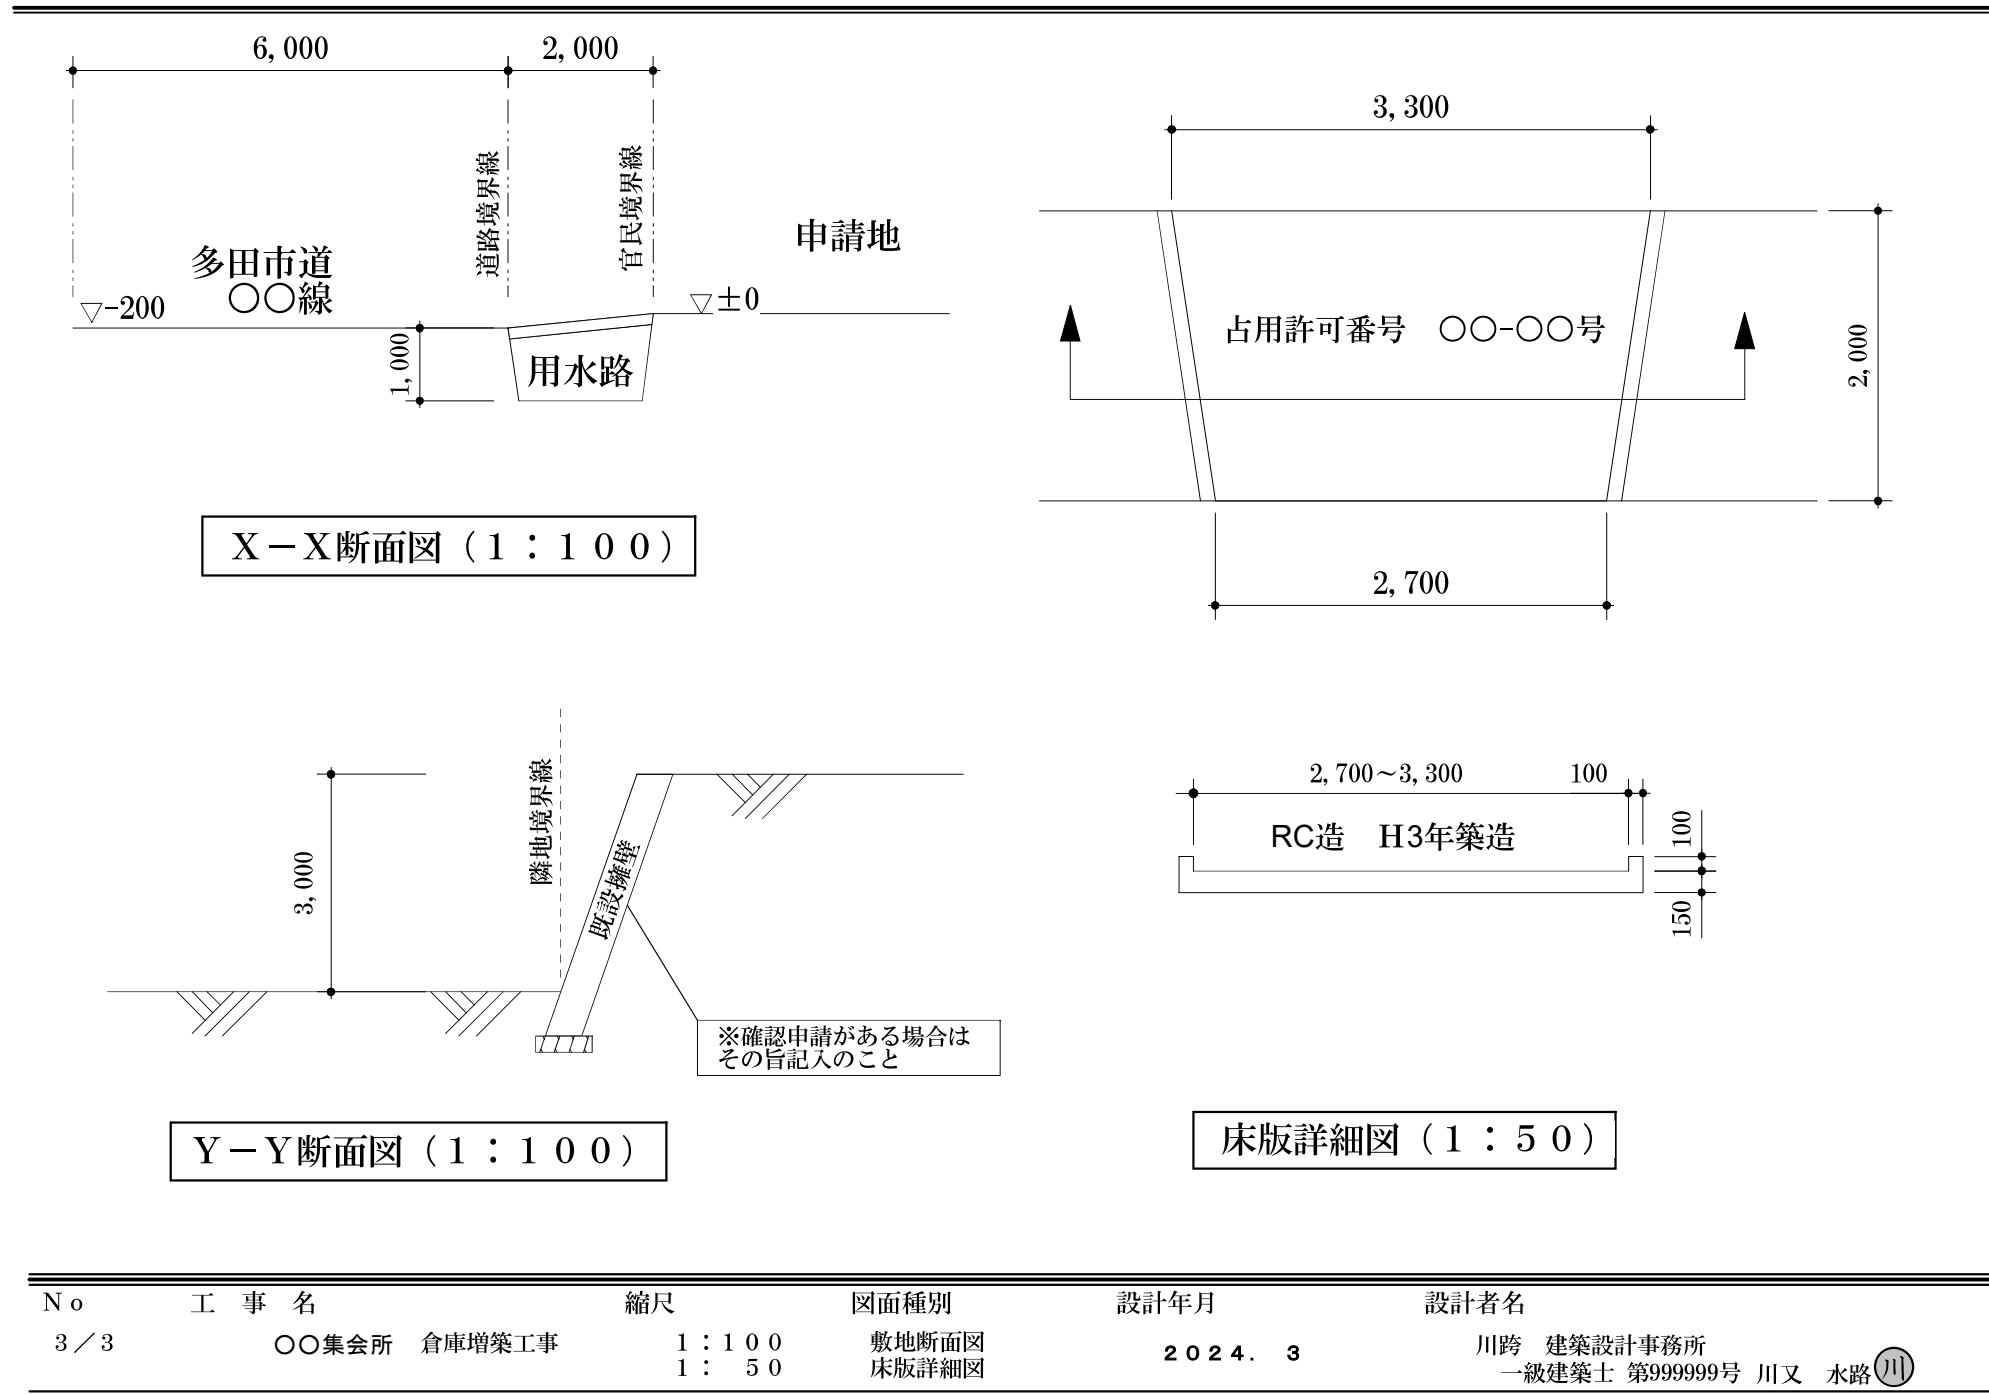 6,000
2,000
道路境界線
官民境界線
申請地
多田市道
○○線
▽-200
▽±0
1,000
用水路
X－X断面図（１：１００）
3,300
占用許可番号　○○-○○号
2,000
2,700
3,000
隣地境界線
既設擁壁
※確認申請がある場合は
その旨記入のこと
Y－Y断面図（１：１００）
2,700～3,300
100
RC造　H3年築造
100
150
床版詳細図（１：５０）
No　工　事　名　縮尺　図面種別　設計年月　設計者名
3／3　○○集会所　倉庫増築工事　１：１００　敷地断面図　２０２４．　３　川跨　建築設計事務所
１：　５０　床版詳細図　一級建築士　第999999号　川又　水路　川